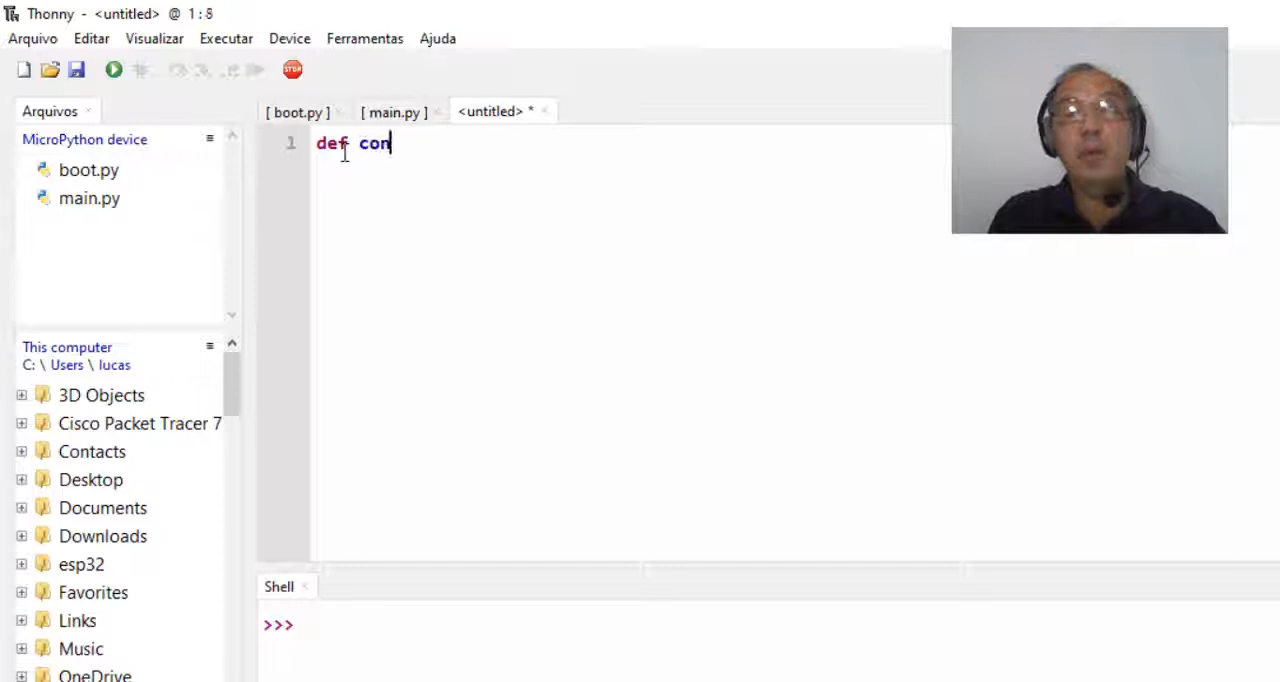 Thonny - <untitled> @ 1:8
Arquivo Editar Visualizar Executar Device Ferramentas Ajuda
STOP
Arquivos
[ boot.py ] [ main.py ] <untitled> *
MicroPython device
boot.py
main.py
1 def con
This computer
C: \ Users \ lucas
3D Objects
Cisco Packet Tracer 7
Contacts
Desktop
Documents
Downloads
esp32
Favorites
Links
Music
OneDrive
Shell
>>>